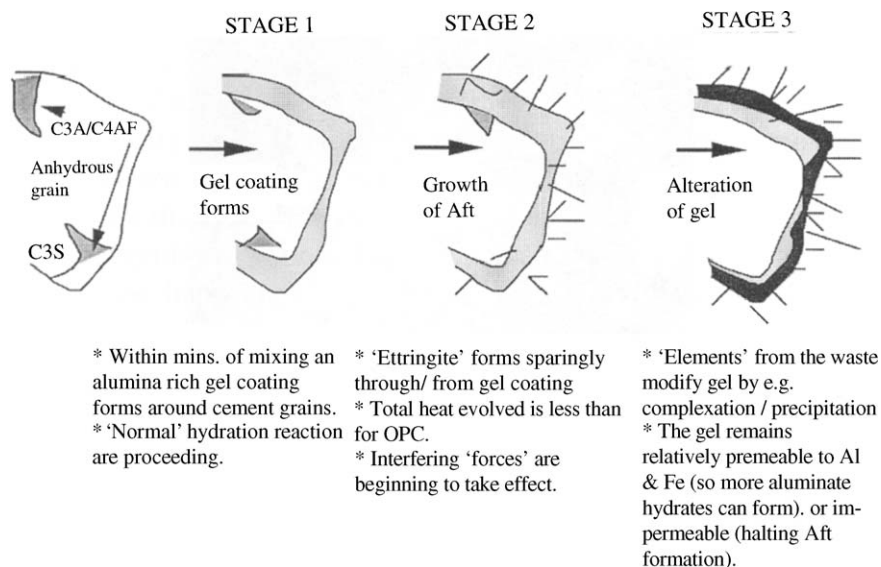 STAGE 1
STAGE 2
STAGE 3
C3A/C4AF
Anhydrous
grain
C3S
Gel coating
forms
Growth
of Aft
Alteration
of gel
* Within mins. of mixing an
alumina rich gel coating
forms around cement grains.
* ‘Normal’ hydration reaction
are proceeding.
* ‘Ettringite’ forms sparingly
through/ from gel coating
* Total heat evolved is less than
for OPC.
* Interfering ‘forces’ are
beginning to take effect.
* ‘Elements’ from the waste
modify gel by e.g.
complexation / precipitation
* The gel remains
relatively premeable to Al
& Fe (so more aluminate
hydrates can form). or im-
permeable (halting Aft
formation).